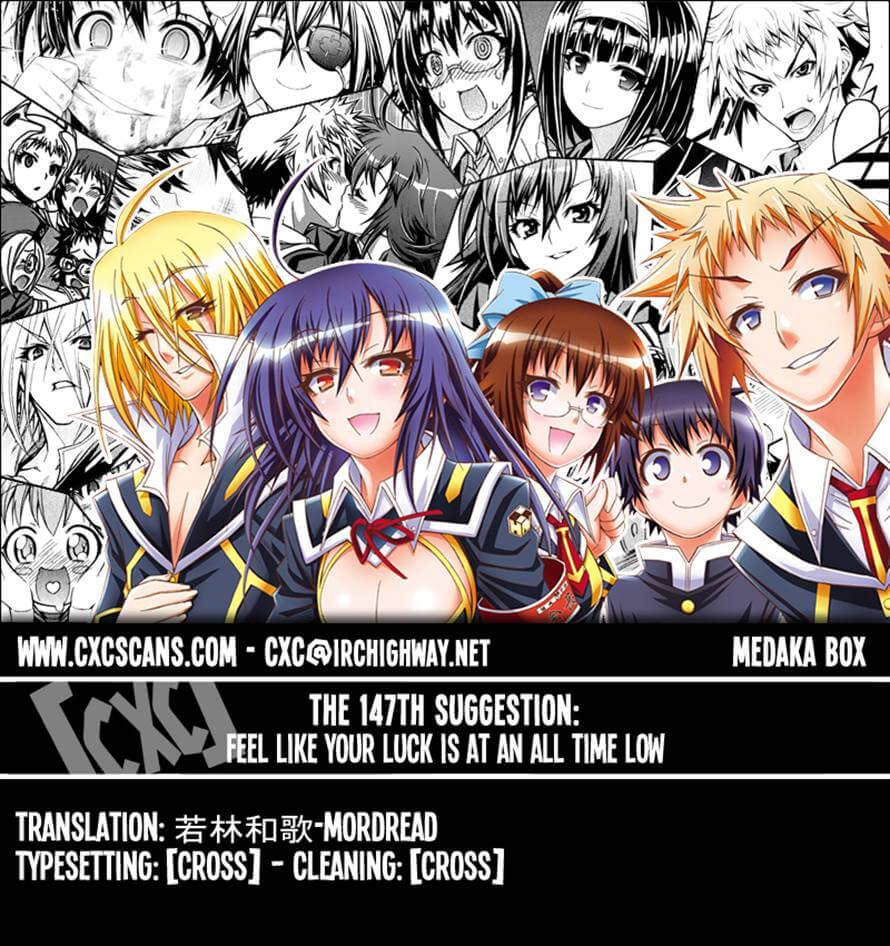 WWW.CXCSCANS.COM - CXC@IRCHIGHWAY.NET
MEDAKA BOX
[CXC]
THE 147TH SUGGESTION:
FEEL LIKE YOUR LUCK IS AT AN ALL TIME LOW
TRANSLATION: 若林和歌-MORDREAD
TYPESETTING: [CROSS] - CLEANING: [CROSS]